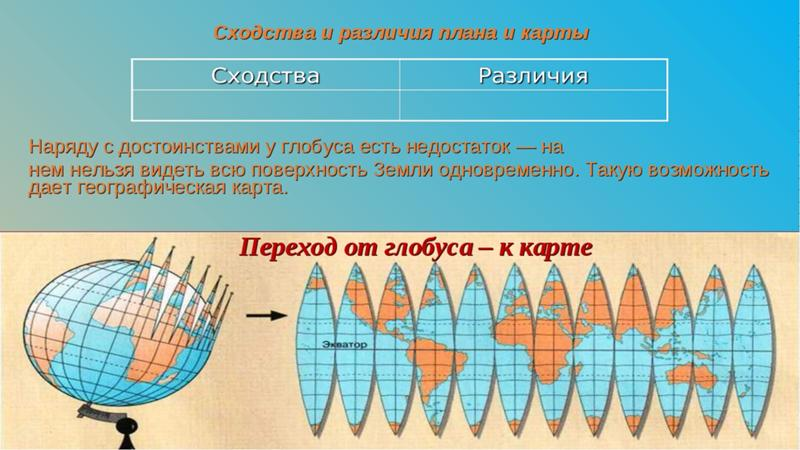 Сходства и различия плана и карты
Сходства Различия
Наряду с достоинствами у глобуса есть недостаток — на
нем нельзя видеть всю поверхность Земли одновременно. Такую возможность
дает географическая карта.
Переход от глобуса – к карте
Экватор